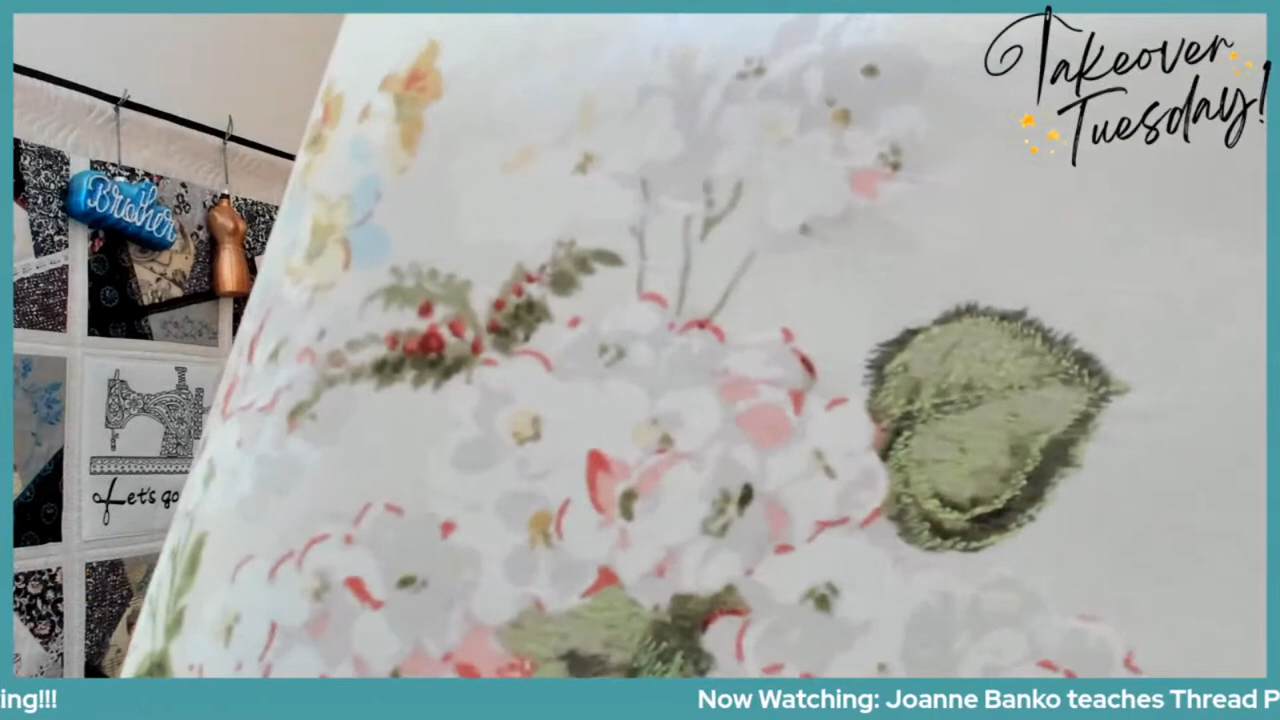 Takeover
Tuesday!
Brother
Let's go
ing!!!
Now Watching: Joanne Banko teaches Thread P